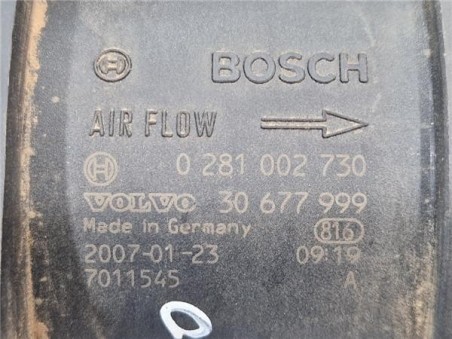 BOSCH
AIR FLOW
0 281 002 730
VOLVO 30 677 999
Made in Germany 816
2007-01-23 09:19
7011545 A